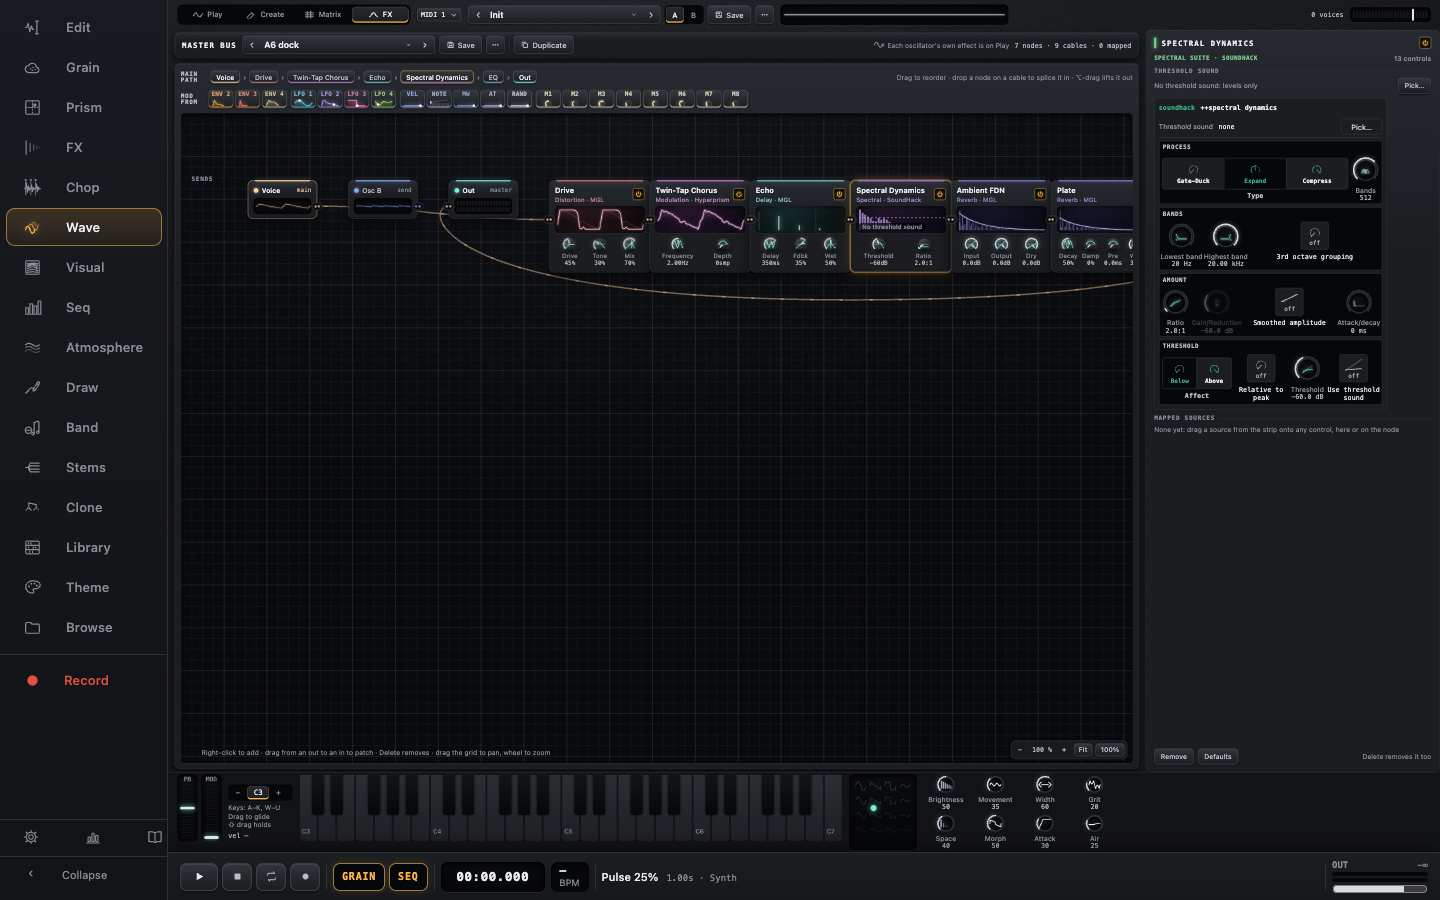 Edit
Grain
Prism
FX
Chop
Wave
Visual
Seq
Atmosphere
Draw
Band
Stems
Clone
Library
Theme
Browse
Record
Collapse
Play
Create
Matrix
FX
MIDI 1
Init
A
B
Save
0 voices
MASTER BUS
A6 dock
Save
Duplicate
Each oscillator's own effect is on Play
7 nodes · 9 cables · 0 mapped
MAIN PATH
Voice
Drive
Twin-Tap Chorus
Echo
Spectral Dynamics
EQ
Out
Drag to reorder · drop a node on a cable to splice it in · ⌥-drag lifts it out
MOD FROM
ENV 2
ENV 3
ENV 4
LFO 1
LFO 2
LFO 3
LFO 4
VEL
NOTE
MW
AT
RAND
M1
M2
M3
M4
M5
M6
M7
M8
SENDS
Voice main
Osc B send
Out master
Drive
Distortion · MGL
Drive 45%
Tone 30%
Mix 70%
Twin-Tap Chorus
Modulation · Hyperprism
Frequency 2.00Hz
Depth 0smp
Echo
Delay · MGL
Delay 350ms
Fdbk 35%
Wet 50%
Spectral Dynamics
Spectral · SoundHack
No threshold sound
Threshold -60dB
Ratio 2.0:1
Ambient FDN
Reverb · MGL
Input 0.0dB
Output 0.0dB
Dry 0.0dB
Plate
Reverb · MGL
Decay 50%
Damp 0%
Pre 0.0ms
Right-click to add · drag from an out to an in to patch · Delete removes · drag the grid to pan, wheel to zoom
− 100 % +
Fit
100%
SPECTRAL DYNAMICS
SPECTRAL SUITE · SOUNDHACK
13 controls
THRESHOLD SOUND
No threshold sound: levels only
Pick...
soundhack ++spectral dynamics
Threshold sound none
Pick...
PROCESS
Gate-Duck
Expand
Compress
Type
Bands
512
BANDS
Lowest band
20 Hz
Highest band
20.00 kHz
off
3rd octave grouping
AMOUNT
Ratio
2.0:1
Gain/Reduction
-60.0 dB
off
Smoothed amplitude
Attack/decay
0 ms
THRESHOLD
Below
Above
Affect
off
Relative to peak
Threshold
-60.0 dB
off
Use threshold sound
MAPPED SOURCES
None yet: drag a source from the strip onto any control, here or on the node
Remove
Defaults
Delete removes it too
PB
MOD
− C3 +
Keys: A–K, W–U
Drag to glide
⇧ drag holds
vel —
C3
C4
C5
C6
C7
Brightness 50
Movement 35
Width 60
Grit 20
Space 40
Morph 50
Attack 30
Air 25
GRAIN
SEQ
00:00.000
—
BPM
Pulse 25%
1.00s · Synth
OUT
-∞